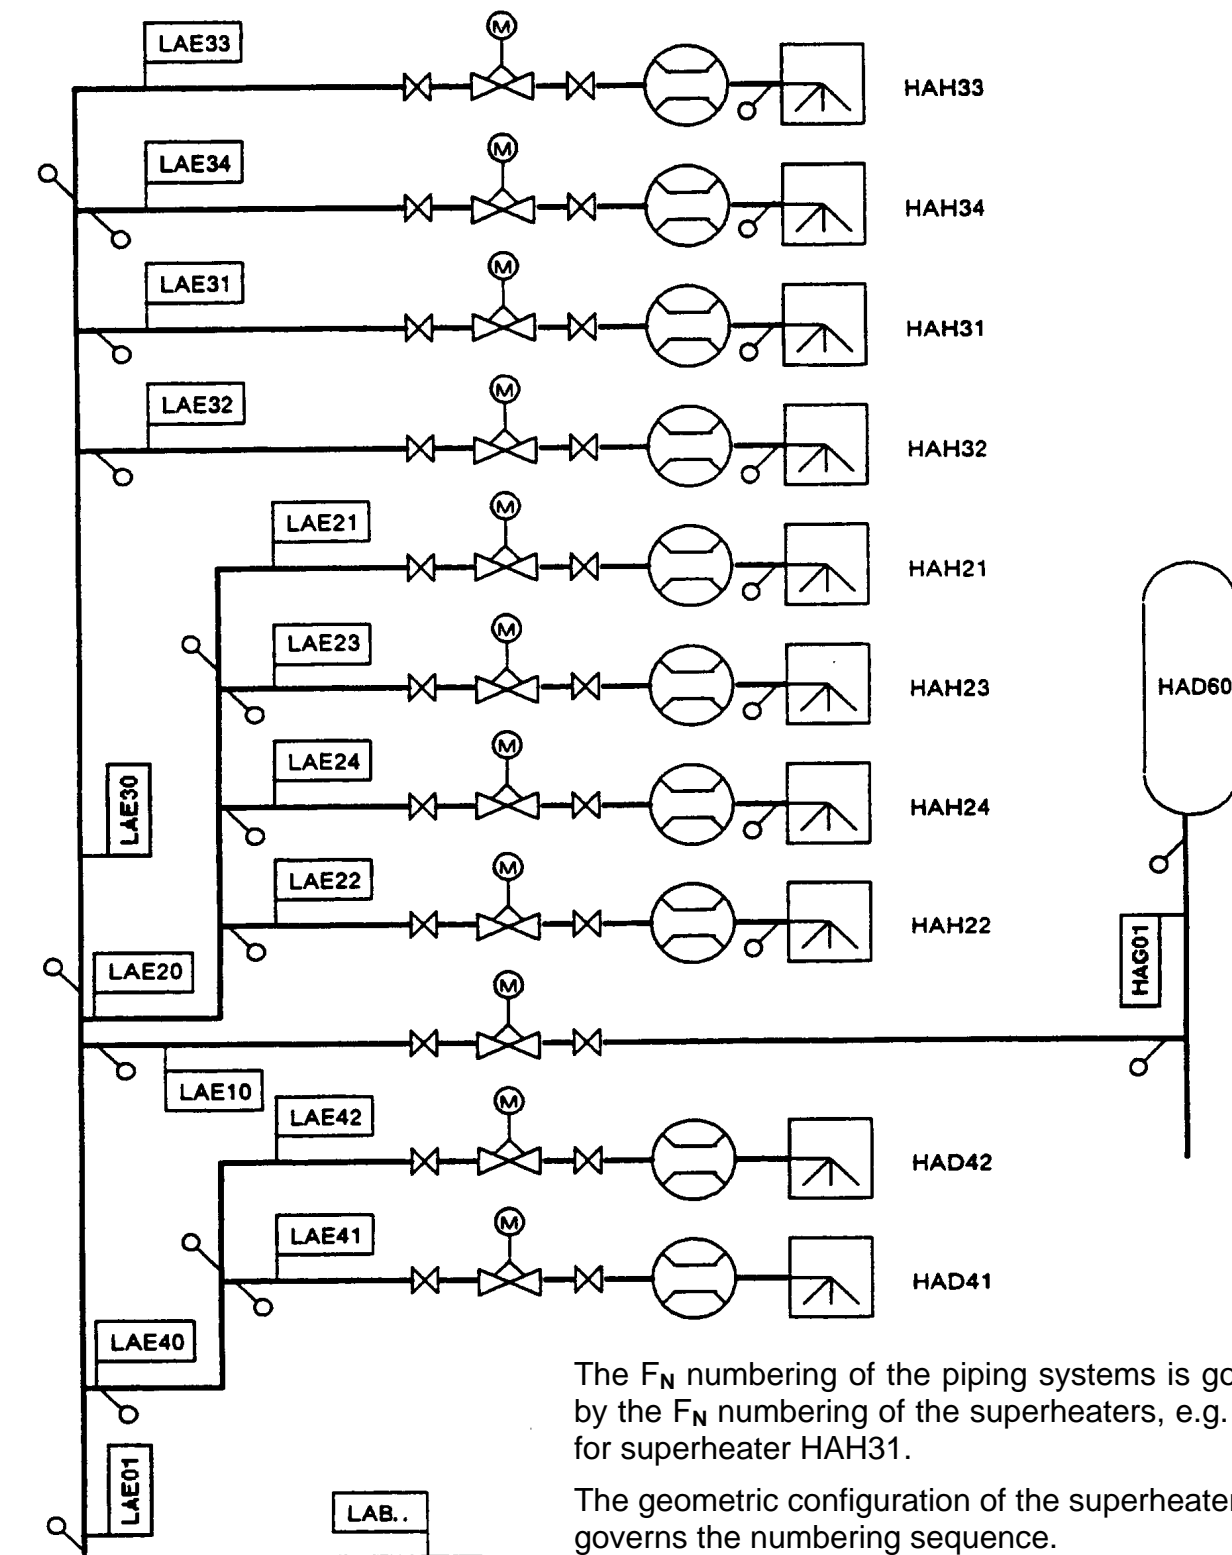 M
LAE33
HAH33
M
LAE34
HAH34
M
LAE31
HAH31
M
LAE32
HAH32
M
LAE21
HAH21
M
LAE23
HAH23
HAD60
M
LAE24
LAE30
HAH24
M
LAE22
HAH22
HAG01
LAE20
M
LAE10
M
LAE42
HAD42
M
LAE41
HAD41
LAE40
The FN numbering of the piping systems is go
by the FN numbering of the superheaters, e.g.
for superheater HAH31.
LAE01
LAB..
The geometric configuration of the superheater
governs the numbering sequence.